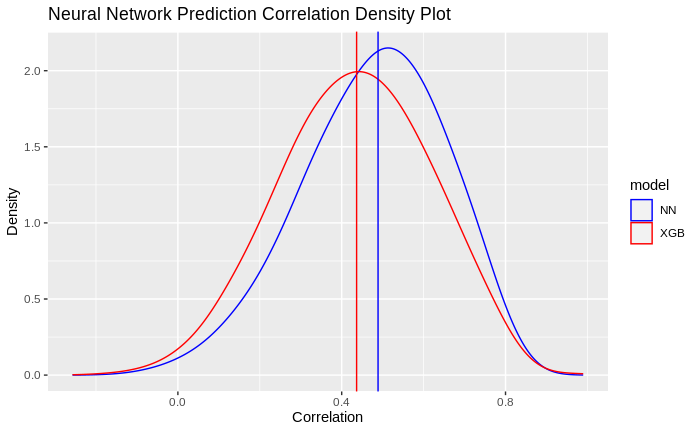 Neural Network Prediction Correlation Density Plot
Density
2.0
1.5
1.0
0.5
0.0
0.0 0.4 0.8
Correlation
model
NN
XGB